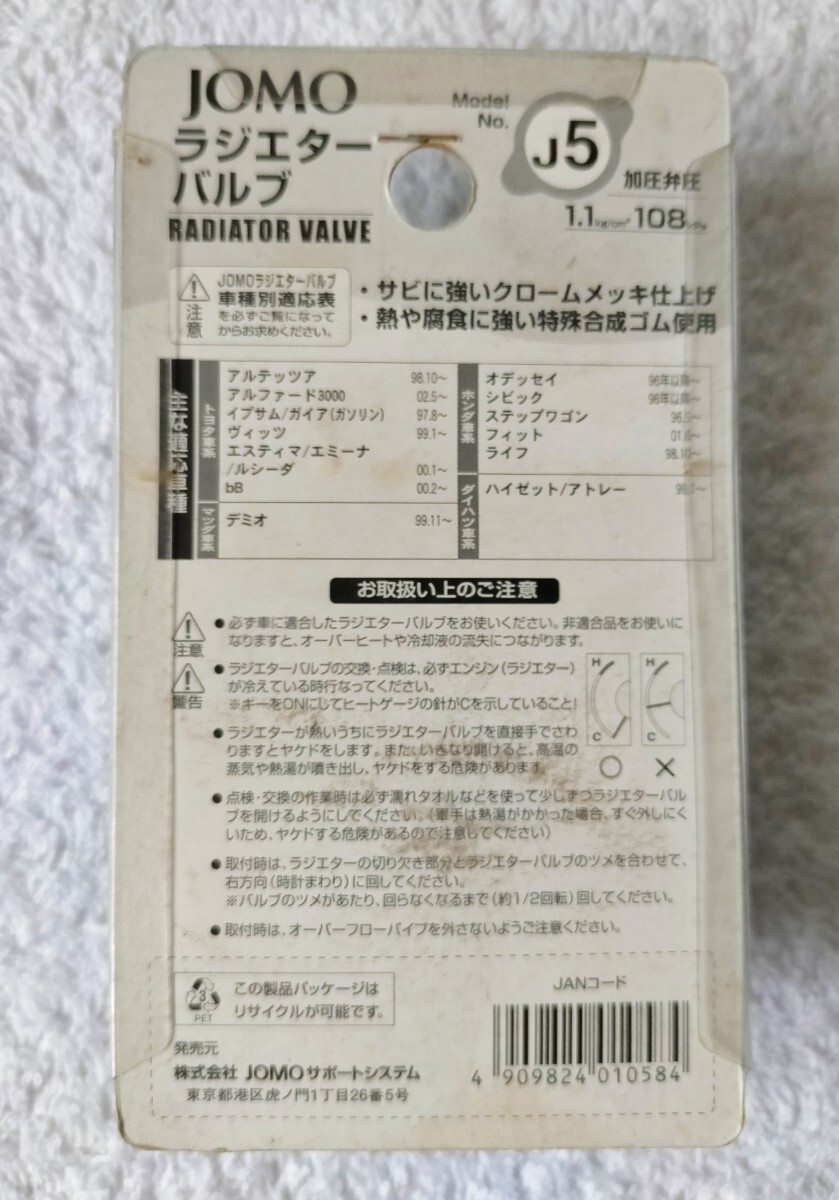 JOMO
ラジエター
バルブ
RADIATOR VALVE
Model
No.
J5
加圧弁圧
1.1kg/cm² 108kPa
注意
JOMOラジエターバルブ
車種別適応表
を必ずご覧になって
からお求めください。
・サビに強いクロームメッキ仕上げ
・熱や腐食に強い特殊合成ゴム使用
主な適応車種
トヨタ車系
アルテッツァ 98.10〜
アルファード3000 02.5〜
イプサム/ガイア(ガソリン) 97.8〜
ヴィッツ 99.1〜
エスティマ/エミーナ
/ルシーダ 00.1〜
bB 00.2〜
マツダ車系
デミオ 99.11〜
ホンダ車系
オデッセイ 96年以降〜
シビック 96年以降〜
ステップワゴン 96.5〜
フィット 01.6〜
ライフ 98.10〜
ダイハツ車系
ハイゼット/アトレー 99.1〜
お取扱い上のご注意
注意
●必ず車に適合したラジエターバルブをお使いください。非適合品をお使いに
なりますと、オーバーヒートや冷却液の流失につながります。
警告
●ラジエターバルブの交換・点検は、必ずエンジン(ラジエター)
が冷えている時行なってください。
※キーをONにしてヒートゲージの針がCを示していること)
●ラジエターが熱いうちにラジエターバルブを直接手でさわ
りますとヤケドをします。また、いきなり開けると、高温の
蒸気や熱湯が噴き出し、ヤケドをする危険があります。
H
C
○
H
C
×
●点検・交換の作業時は必ず濡れタオルなどを使って少しずつラジエターバル
ブを開けるようにしてください。(軍手は熱湯がかかった場合、すぐ外しにく
いため、ヤケドする危険があるので注意してください)
●取付時は、ラジエターの切り欠き部分とラジエターバルブのツメを合わせて、
右方向(時計まわり)に回してください。
※バルブのツメがあたり、回らなくなるまで(約1/2回転)回してください。
●取付時は、オーバーフローパイプを外さないようご注意ください。
3
PET
この製品パッケージは
リサイクルが可能です。
JANコード
4 909824 010584
発売元
株式会社 JOMOサポートシステム
東京都港区虎ノ門1丁目26番5号